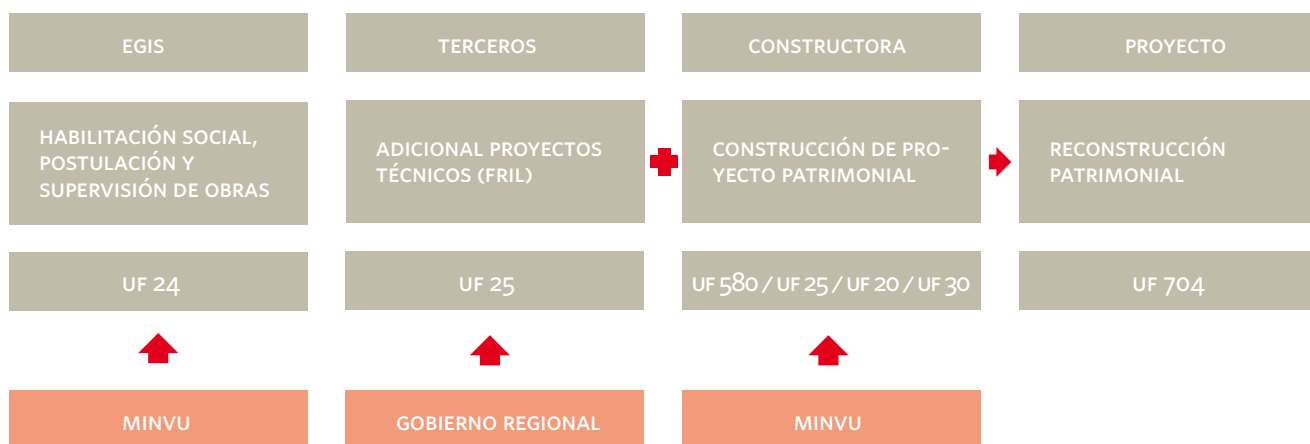 EGIS
TERCEROS
CONSTRUCTORA
PROYECTO
HABILITACIÓN SOCIAL,
POSTULACIÓN Y
SUPERVISIÓN DE OBRAS
ADICIONAL PROYECTOS
TÉCNICOS (FRIL)
CONSTRUCCIÓN DE PRO-
YECTO PATRIMONIAL
RECONSTRUCCIÓN
PATRIMONIAL
UF 24
UF 25
UF 580 / UF 25 / UF 20 / UF 30
UF 704
MINVU
GOBIERNO REGIONAL
MINVU